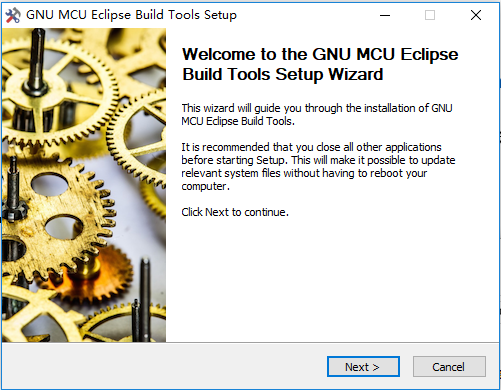 GNU MCU Eclipse Build Tools Setup
Welcome to the GNU MCU Eclipse
Build Tools Setup Wizard
This wizard will guide you through the installation of GNU
MCU Eclipse Build Tools.
It is recommended that you close all other applications
before starting Setup. This will make it possible to update
relevant system files without having to reboot your
computer.
Click Next to continue.
Next >
Cancel